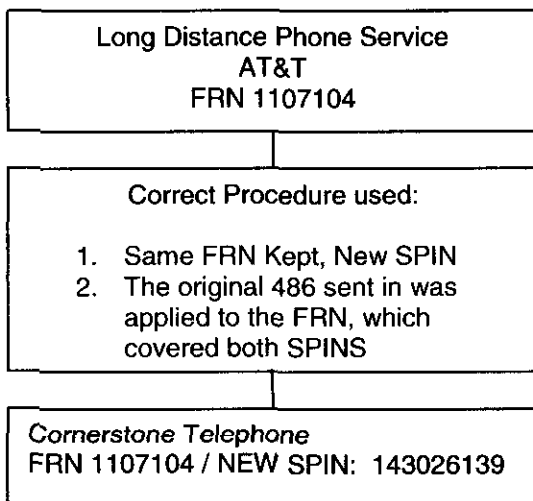 Long Distance Phone Service
AT&T
FRN 1107104
Correct Procedure used:
1. Same FRN Kept, New SPIN
2. The original 486 sent in was
applied to the FRN, which
covered both SPINS
Cornerstone Telephone
FRN 1107104 / NEW SPIN: 143026139